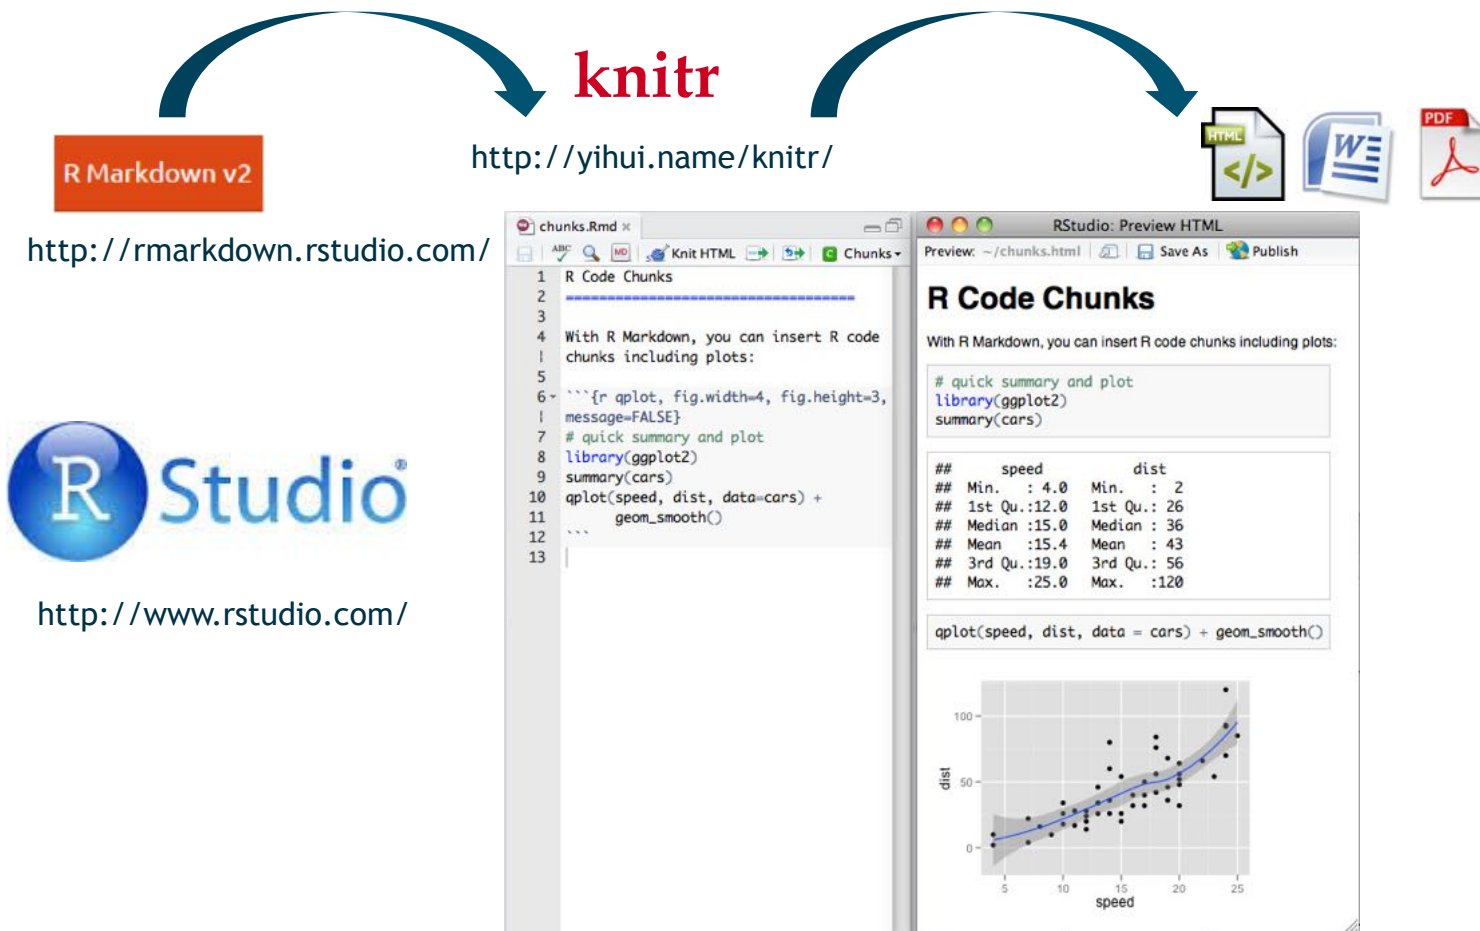 knitr
http://yihui.name/knitr/
R Markdown v2
http://rmarkdown.rstudio.com/
HTML
</>
W
PDF
R Studio®
http://www.rstudio.com/
chunks.Rmd ×
ABC MD Knit HTML Chunks
1 R Code Chunks
2 ===================================
3
4 With R Markdown, you can insert R code
chunks including plots:
5
6 ```{r qplot, fig.width=4, fig.height=3,
message=FALSE}
7 # quick summary and plot
8 library(ggplot2)
9 summary(cars)
10 qplot(speed, dist, data=cars) +
11 geom_smooth()
12 ```
13
RStudio: Preview HTML
Preview: ~/chunks.html Save As Publish
R Code Chunks
With R Markdown, you can insert R code chunks including plots:
# quick summary and plot
library(ggplot2)
summary(cars)
## speed dist
## Min. : 4.0 Min. : 2
## 1st Qu.:12.0 1st Qu.: 26
## Median :15.0 Median : 36
## Mean :15.4 Mean : 43
## 3rd Qu.:19.0 3rd Qu.: 56
## Max. :25.0 Max. :120
qplot(speed, dist, data = cars) + geom_smooth()
100
50
0
dist
5 10 15 20 25
speed